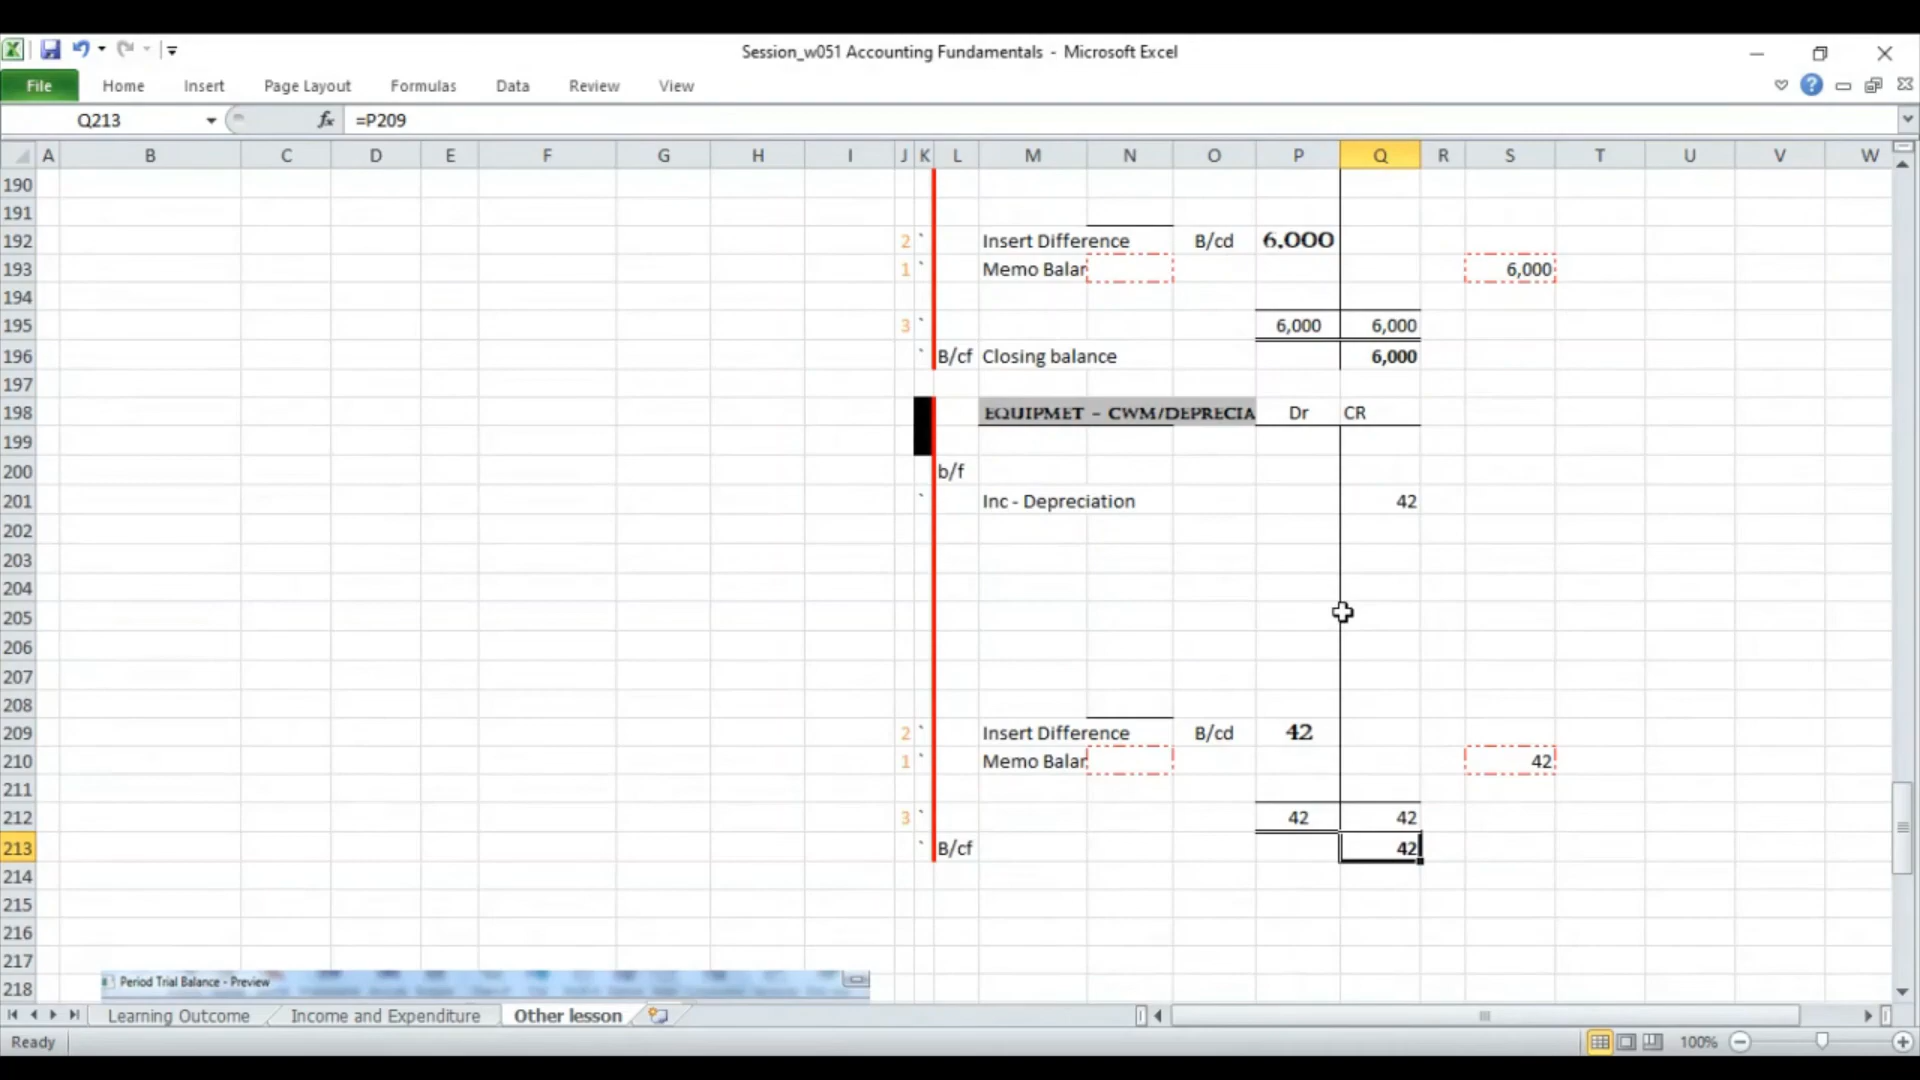 Session_w051 Accounting Fundamentals - Microsoft Excel
File Home Insert Page Layout Formulas Data Review View
Q213 fx =P209
A B C D E F G H I J K L M N O P Q R S T U V W
190
191
192 2 ` Insert Difference B/cd 6,000
193 1 ` Memo Balar 6,000
194
195 3 ` 6,000 6,000
196 ` B/cf Closing balance 6,000
197
198 EQUIPMET - CWM/DEPRECIA Dr CR
199
200 b/f
201 ` Inc - Depreciation 42
202
203
204
205
206
207
208
209 2 ` Insert Difference B/cd 42
210 1 ` Memo Balar 42
211
212 3 ` 42 42
213 ` B/cf 42
214
215
216
217
218 Period Trial Balance - Preview
Learning Outcome Income and Expenditure Other lesson
Ready 100%